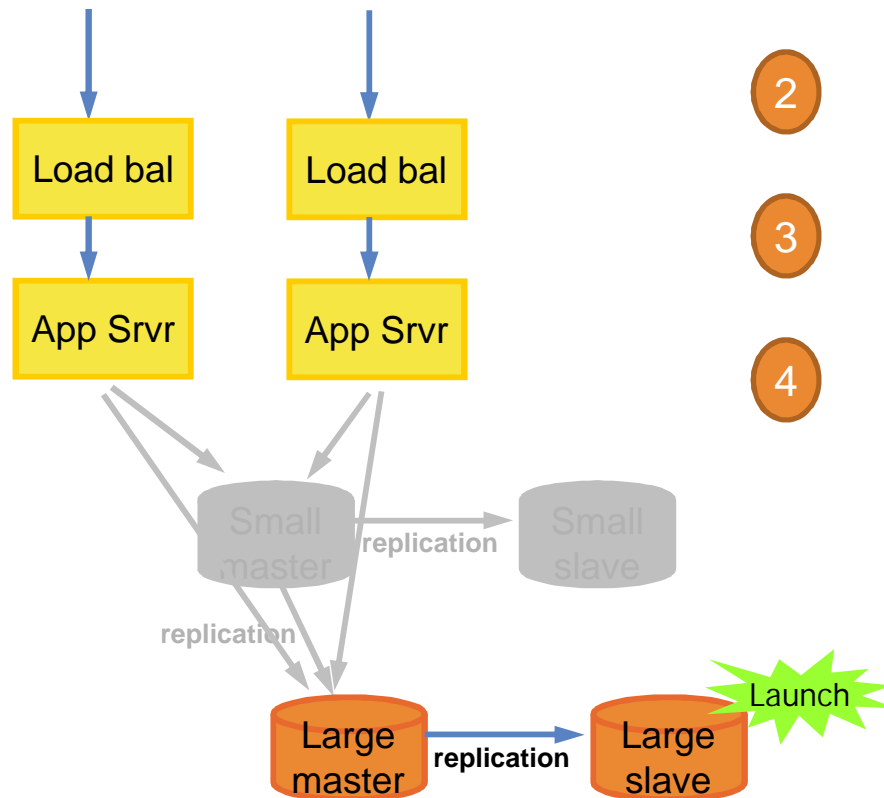 2
Load bal
Load bal
3
App Srvr
App Srvr
4
Small
master
replication
Small
slave
replication
Launch
Large
master
replication
Large
slave